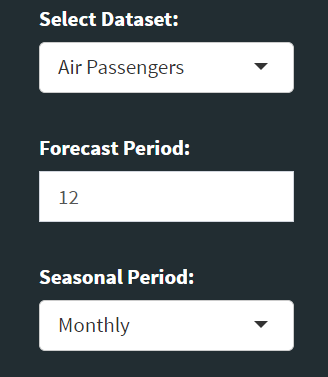 Select Dataset:
Air Passengers
Forecast Period:
12
Seasonal Period:
Monthly